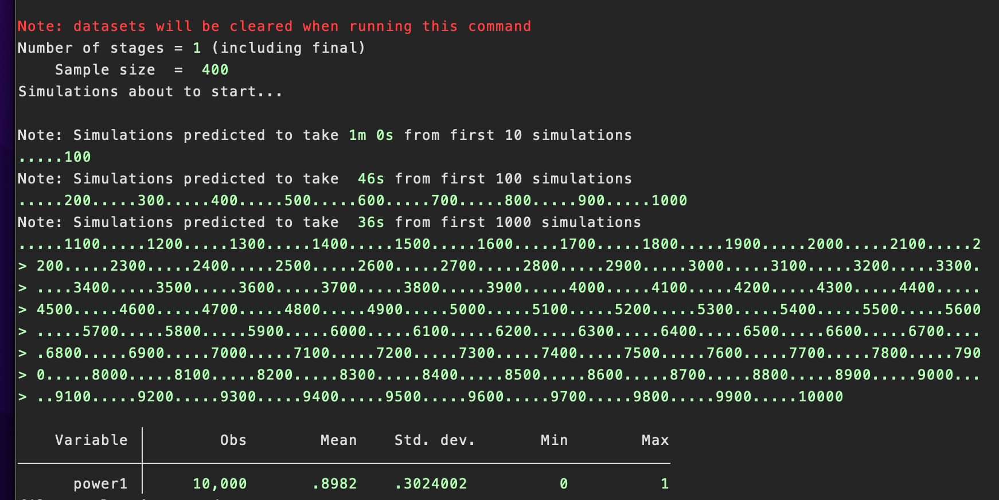 Note: datasets will be cleared when running this command
Number of stages = 1 (including final)
    Sample size  =  400
Simulations about to start...
Note: Simulations predicted to take 1m 0s from first 10 simulations
.....100
Note: Simulations predicted to take  46s from first 100 simulations
.....200.....300.....400.....500.....600.....700.....800.....900.....1000
Note: Simulations predicted to take  36s from first 1000 simulations
.....1100.....1200.....1300.....1400.....1500.....1600.....1700.....1800.....1900.....2000.....2100.....2
> 200.....2300.....2400.....2500.....2600.....2700.....2800.....2900.....3000.....3100.....3200.....3300.
> ....3400.....3500.....3600.....3700.....3800.....3900.....4000.....4100.....4200.....4300.....4400.....
> 4500.....4600.....4700.....4800.....4900.....5000.....5100.....5200.....5300.....5400.....5500.....5600
> .....5700.....5800.....5900.....6000.....6100.....6200.....6300.....6400.....6500.....6600.....6700....
> .6800.....6900.....7000.....7100.....7200.....7300.....7400.....7500.....7600.....7700.....7800.....790
> 0.....8000.....8100.....8200.....8300.....8400.....8500.....8600.....8700.....8800.....8900.....9000...
> ..9100.....9200.....9300.....9400.....9500.....9600.....9700.....9800.....9900.....10000
    Variable |        Obs        Mean    Std. dev.       Min        Max
      power1 |     10,000       .8982    .3024002          0          1